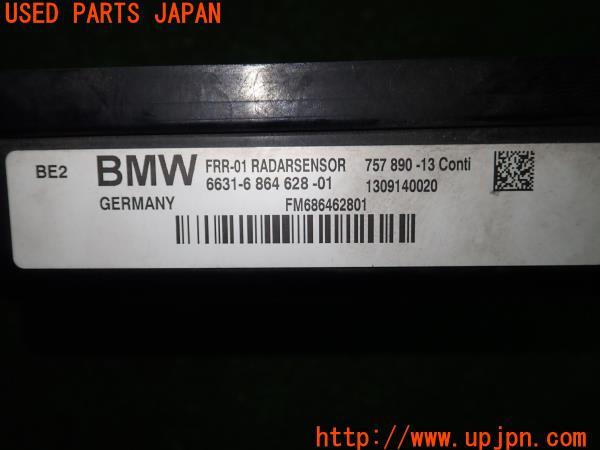 USED PARTS JAPAN
BE2 BMW FRR-01 RADARSENSOR 757 890 -13 Conti
6631-6 864 628 -01 1309140020
GERMANY FM686462801
http://www.upjpn.com/